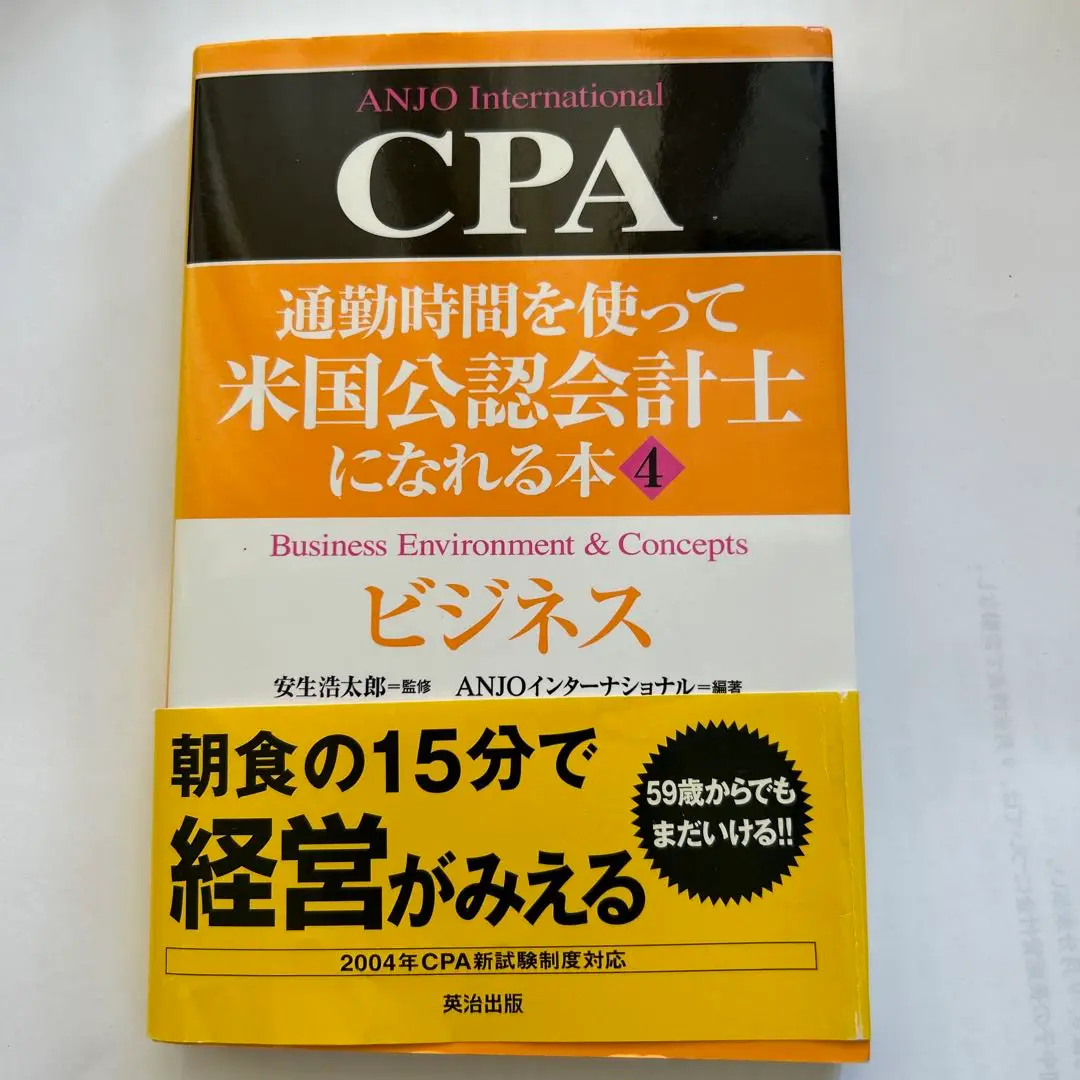 ANJO International
CPA
通勤時間を使って
米国公認会計士
になれる本 4
Business Environment & Concepts
ビジネス
安生浩太郎=監修 ANJOインターナショナル=編著
朝食の15分で
経営がみえる
59歳からでも
まだいける!!
2004年CPA新試験制度対応
英治出版